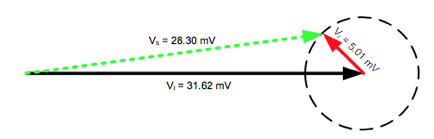 Vₛ = 28.30 mV
Vᵣ = 5.01 mV
Vᵢ = 31.62 mV